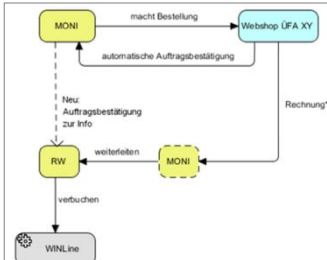 MONI
macht Bestellung
Webshop ÜFA XY
automatische Auftragsbestätigung
Neu:
Auftragsbestätigung
zur Info
Rechnung*
RW
weiterleiten
MONI
verbuchen
WINLine